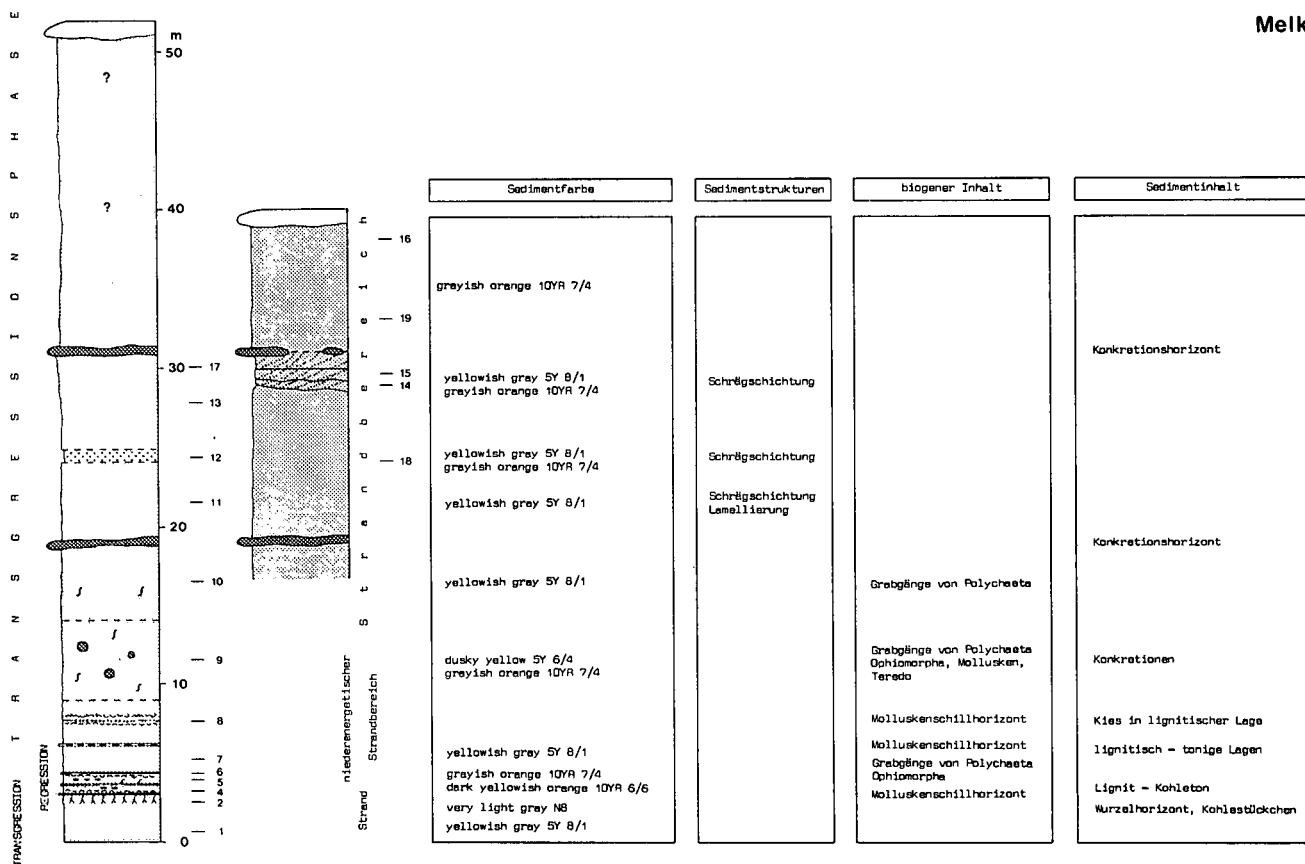 Melk
m
50
40
30
20
10
0
?
?
TRANSGRESSIONSPHASE
TRANSGRESSION
REGRESSION
17
13
12
11
10
9
8
7
6
5
4
2
1
16
19
15
14
18
Strandbereich
niederenergetischer
Strandbereich
Strand
Sedimentfarbe
grayish orange 10YR 7/4
yellowish gray 5Y 8/1
grayish orange 10YR 7/4
yellowish gray 5Y 8/1
grayish orange 10YR 7/4
yellowish gray 5Y 8/1
yellowish gray 5Y 8/1
dusky yellow 5Y 6/4
grayish orange 10YR 7/4
yellowish gray 5Y 8/1
grayish orange 10YR 7/4
dark yellowish orange 10YR 6/6
very light gray N8
yellowish gray 5Y 8/1
Sedimentstrukturen
Schrägschichtung
Schrägschichtung
Schrägschichtung
Lamellierung
biogener Inhalt
Grabgänge von Polychaeta
Grabgänge von Polychaeta
Ophiomorpha, Mollusken,
Teredo
Molluskenschillhorizont
Molluskenschillhorizont
Grabgänge von Polychaeta
Ophiomorpha
Molluskenschillhorizont
Sedimentinhalt
Konkretionshorizont
Konkretionshorizont
Konkretionen
Kies in lignitischer Lage
lignitisch - tonige Lagen
Lignit - Kohleton
Wurzelhorizont, Kohlestückchen